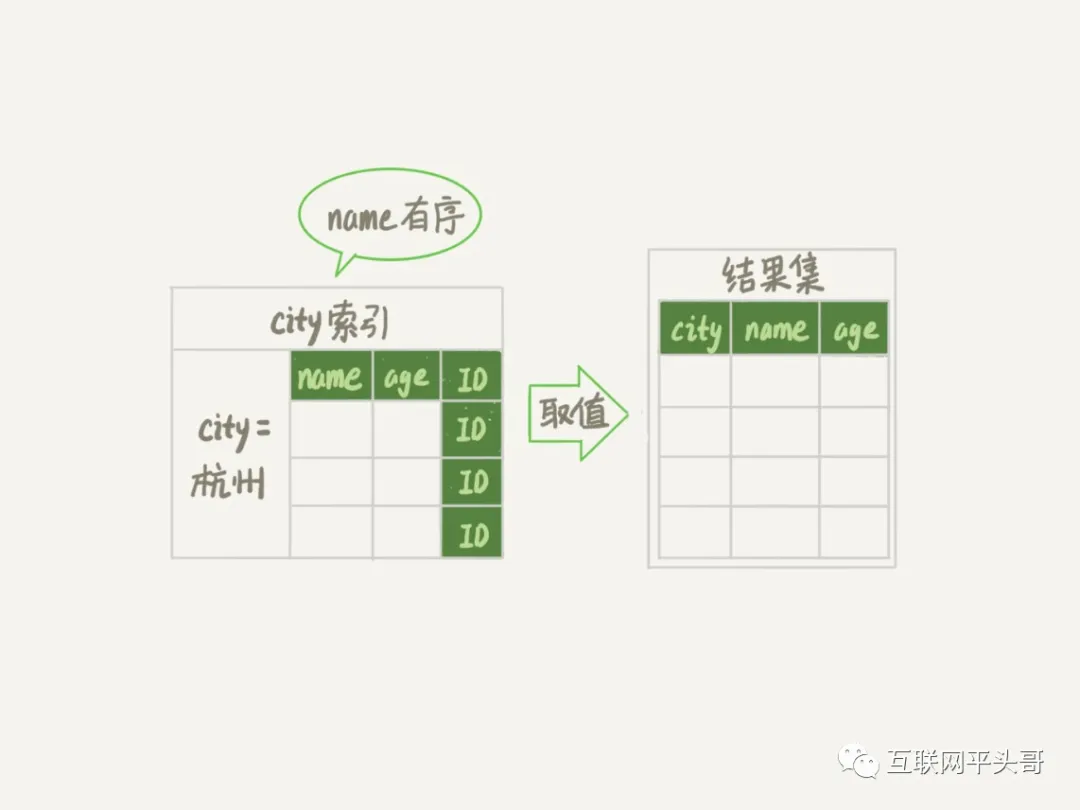 name有序
city索引
name age ID
city=
杭州
ID
ID
ID
取值
结果集
city name age
互联网平头哥